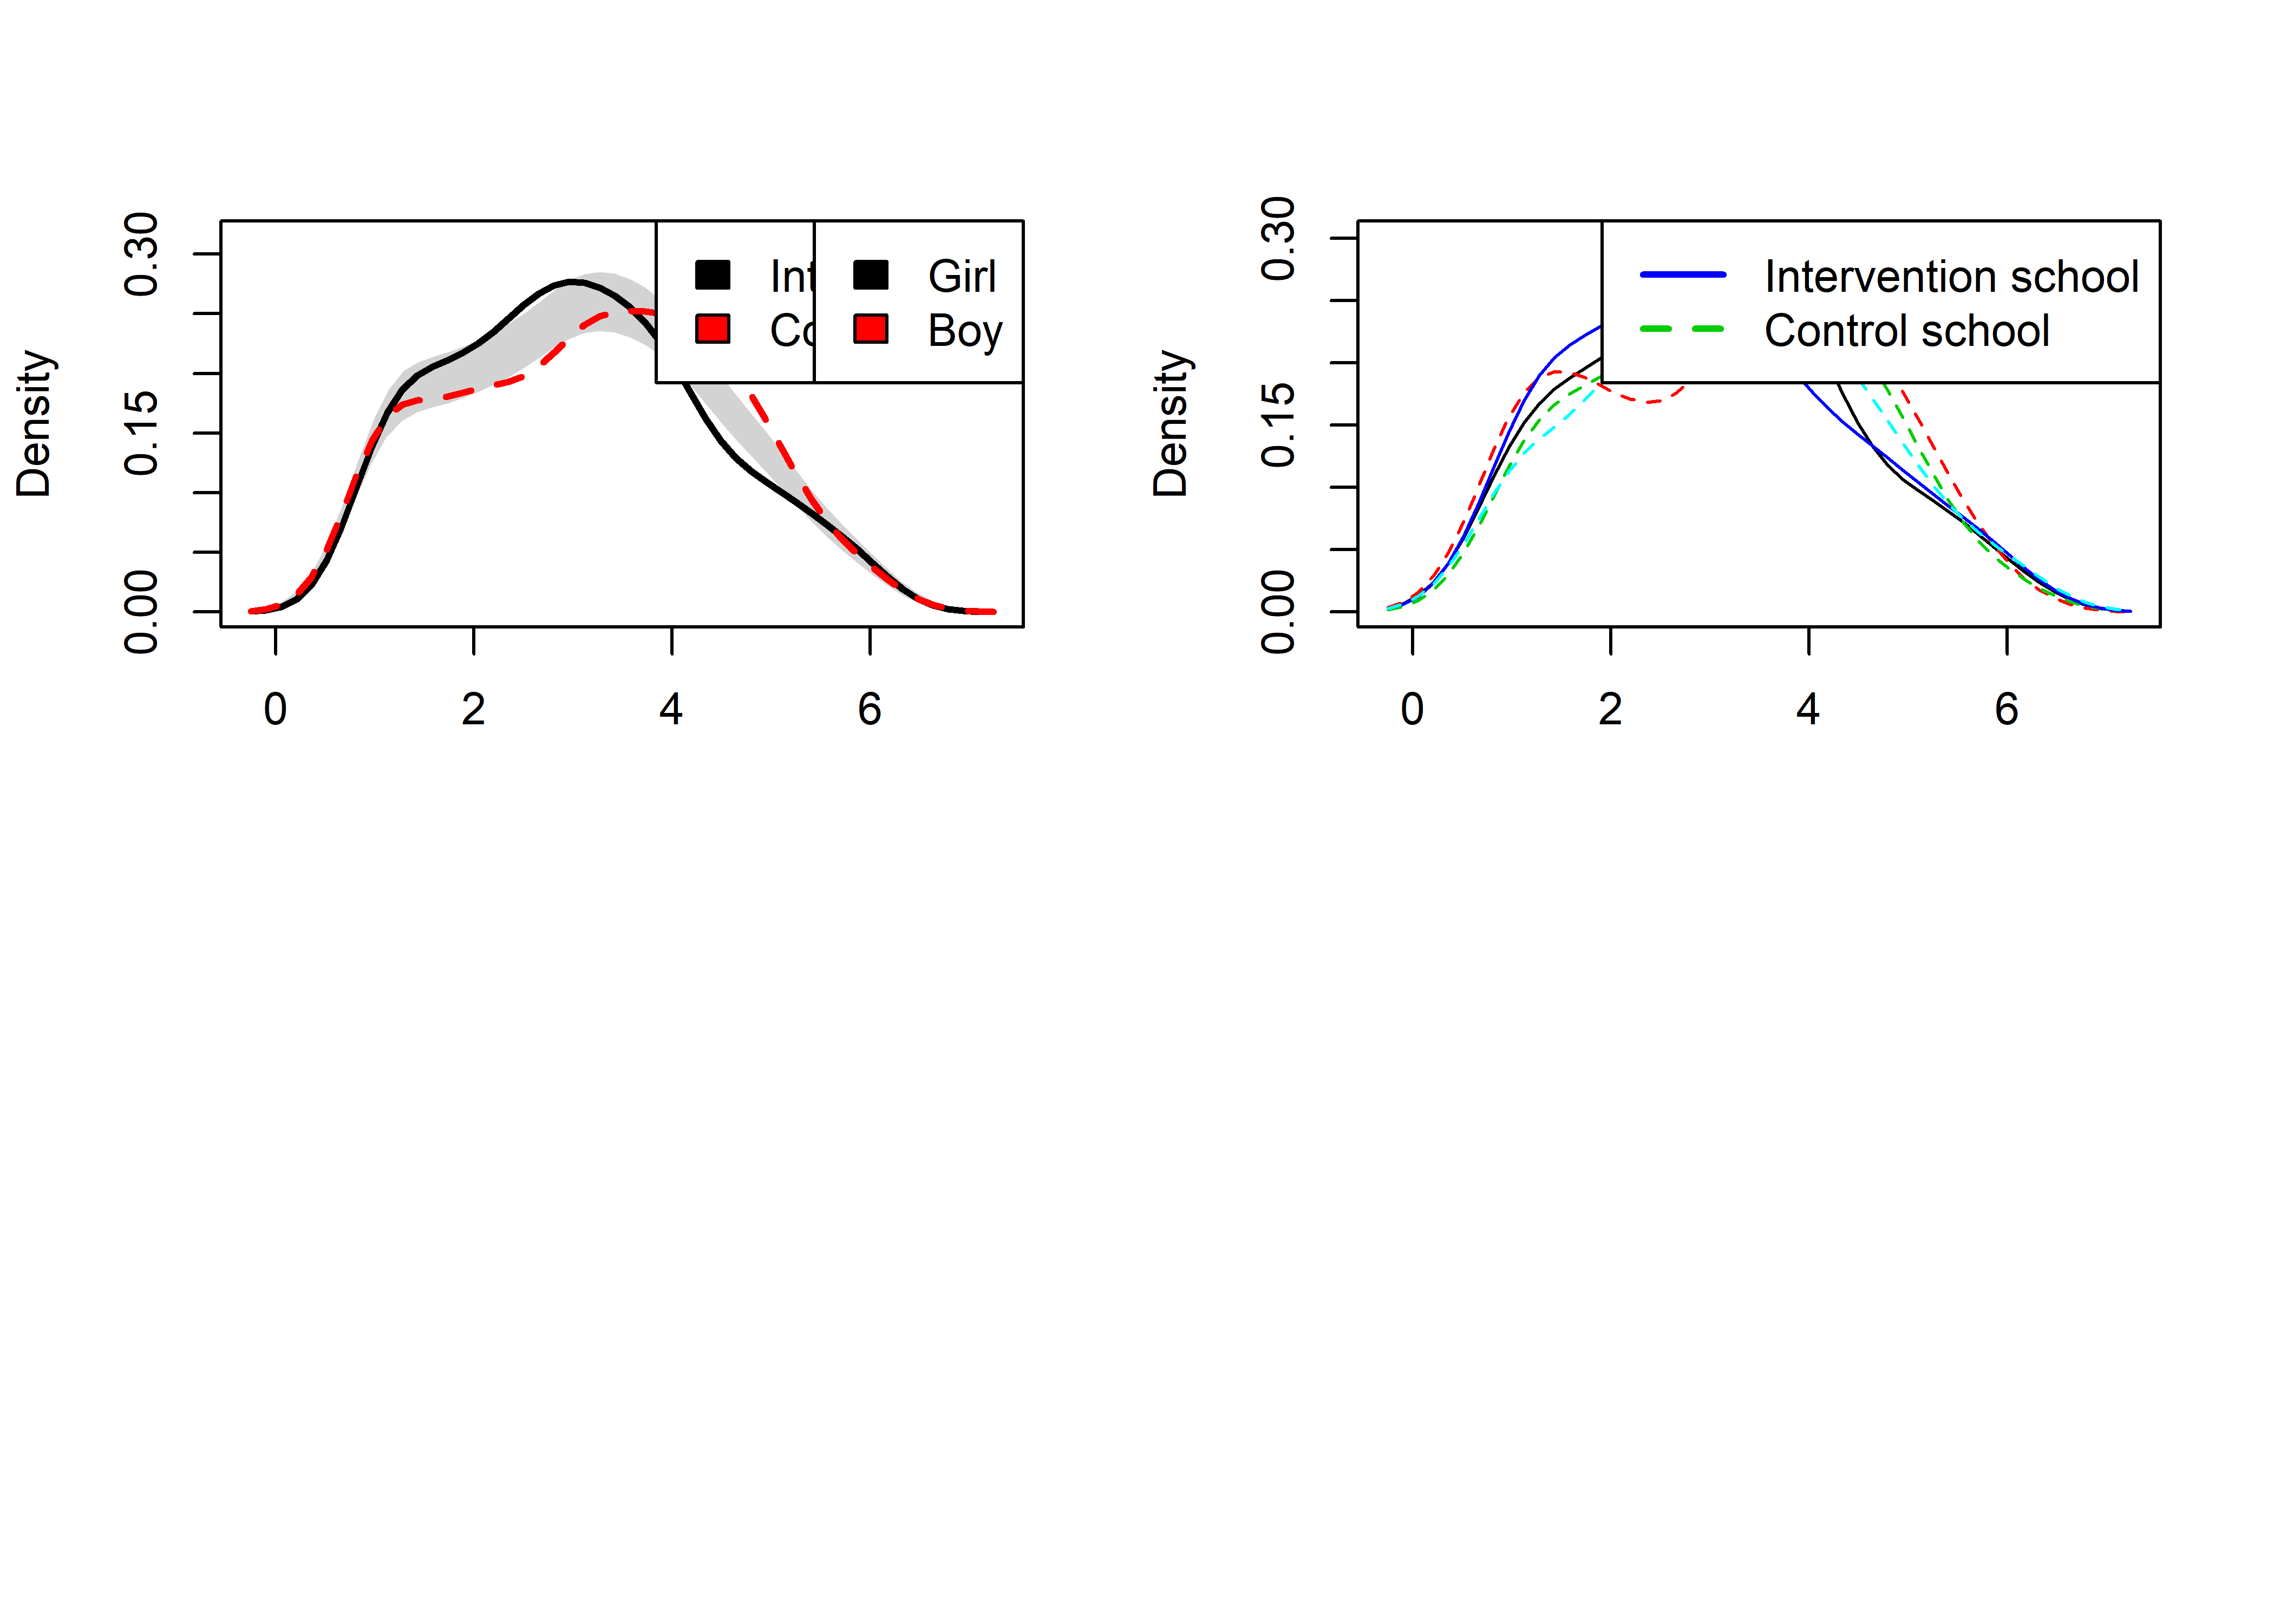 Density
0.00 0.15 0.30
0 2 4 6
Int
Co
Girl
Boy
Density
0.00 0.15 0.30
0 2 4 6
Intervention school
Control school